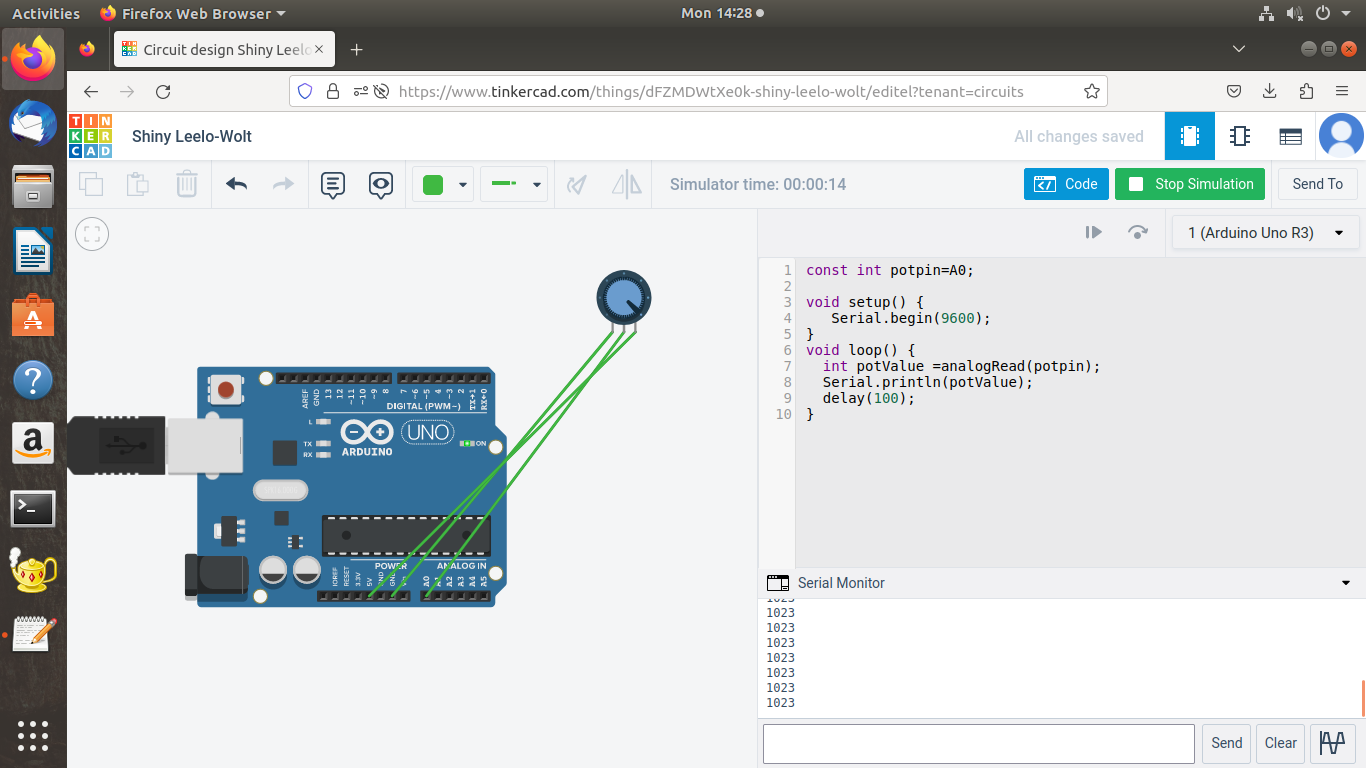 Activities
Firefox Web Browser
Mon 14:28
TIN
KER
CAD
Circuit design Shiny Leelo
https://www.tinkercad.com/things/dFZMDWtXe0k-shiny-leelo-wolt/editel?tenant=circuits
TIN
KER
CAD
Shiny Leelo-Wolt
All changes saved
Simulator time: 00:00:14
Code
Stop Simulation
Send To
1 (Arduino Uno R3)
1 const int potpin=A0;
2
3 void setup() {
4 Serial.begin(9600);
5 }
6 void loop() {
7 int potValue =analogRead(potpin);
8 Serial.println(potValue);
9 delay(100);
10 }
AREF
GND
13
12
~11
~10
~9
8
7
~6
~5
4
~3
2
TX→1
RX←0
DIGITAL (PWM~)
L
TX
RX
ARDUINO
UNO
ON
POWER
ANALOG IN
IOREF
RESET
3.3V
5V
GND
A0
A1
A2
A3
A4
A5
Serial Monitor
1023
1023
1023
1023
1023
1023
1023
1023
Send
Clear